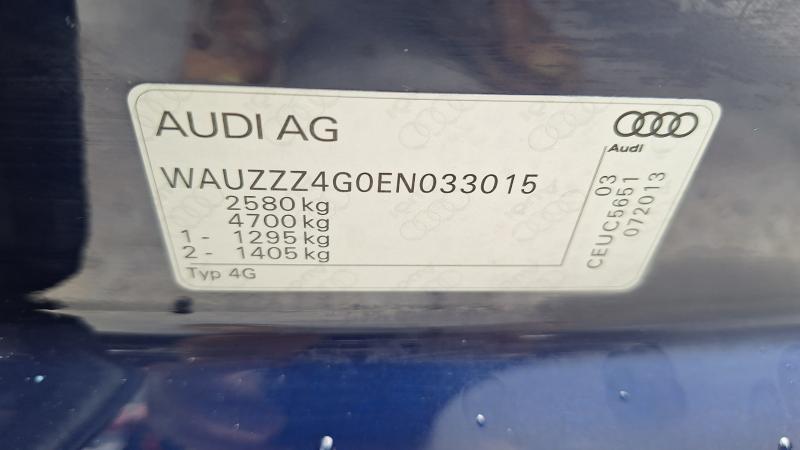 AUDI AG
Audi
WAUZZZ4G0EN033015
2580 kg
4700 kg
1 - 1295 kg
2 - 1405 kg
Typ 4G
03
CEUC5651
072013